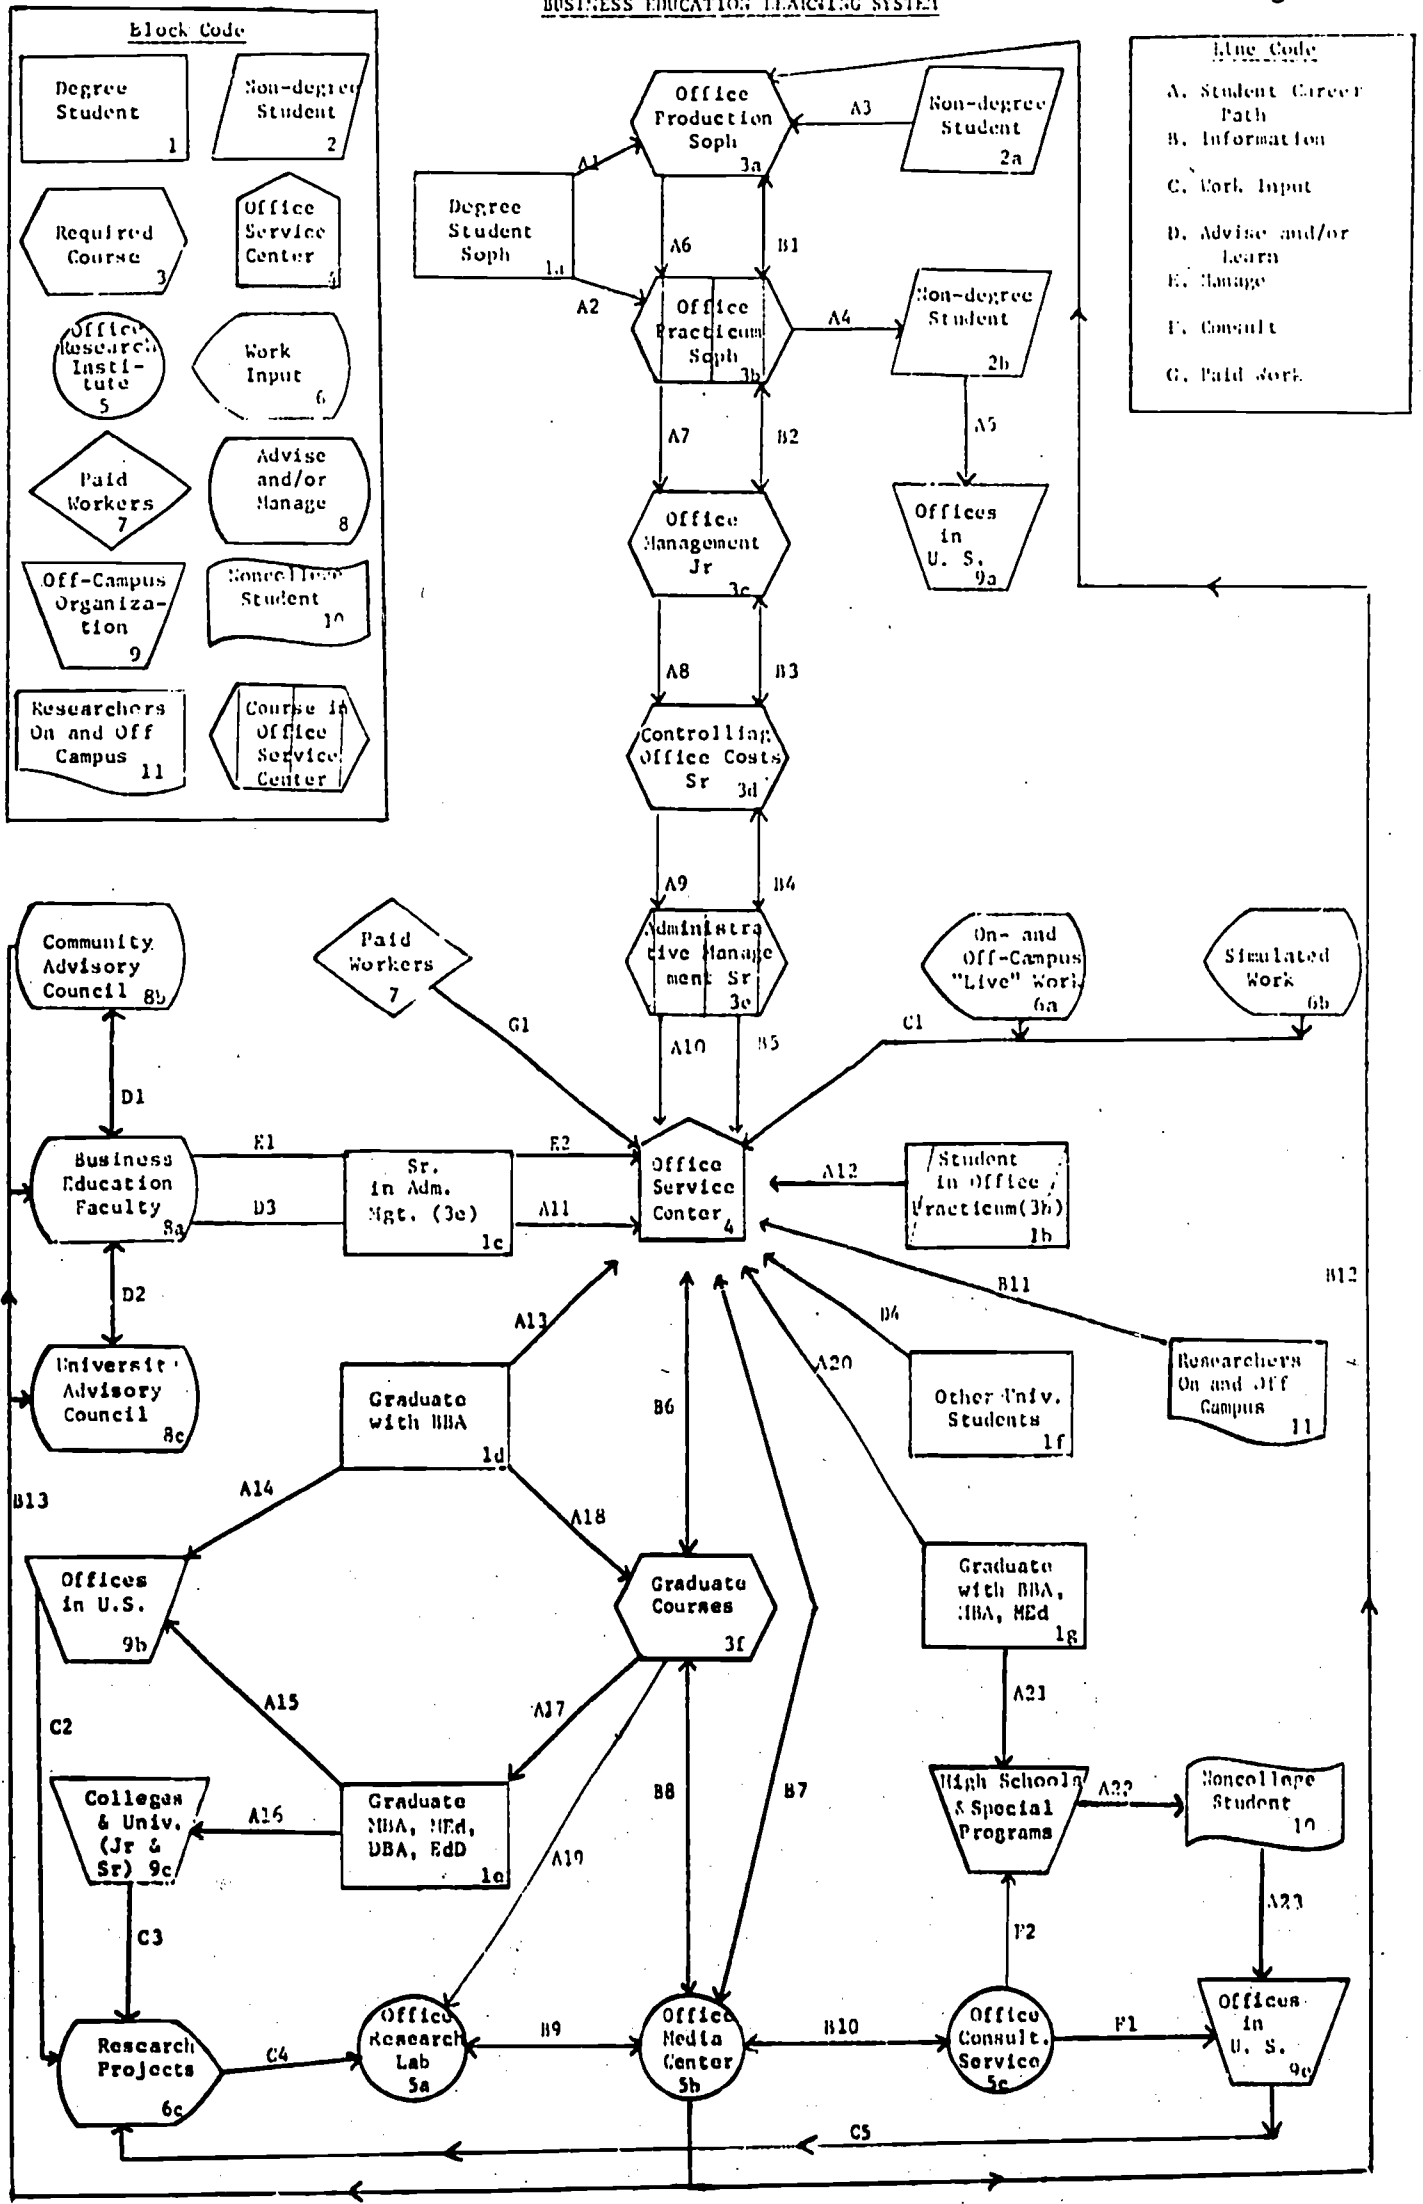 BUSINESS EDUCATION LEARNING SYSTEM
Block Code
Degree
Student
1
Non-degree
Student
2
Required
Course
3
Office
Service
Center
4
Office
Research
Insti-
tute
5
Work
Input
6
Paid
Workers
7
Advise
and/or
Manage
8
Off-Campus
Organiza-
tion
9
Noncollege
Student
10
Researchers
On and Off
Campus
11
Course in
Office
Service
Center
Line Code
A. Student Career
Path
B. Information
C. Work Input
D. Advise and/or
Learn
E. Manage
F. Consult
G. Paid Work
Office
Production
Soph
3a
A3
Non-degree
Student
2a
A1
Degree
Student
Soph
1a
A2
A6
B1
Office
Practicum
Soph
3b
A4
Non-degree
Student
2b
A5
Offices
in
U. S.
9a
A7
B2
Office
Management
Jr
3c
A8
B3
Controlling
Office Costs
Sr
3d
A9
B4
Administra
tive Manage
ment Sr
3e
A10
B5
Community
Advisory
Council
8b
Paid
Workers
7
G1
On- and
Off-Campus
"Live" Work
6a
Simulated
Work
6b
C1
D1
Business
Education
Faculty
8a
E1
D3
Sr.
in Adm.
Mgt. (3e)
1c
E2
A11
Office
Service
Center
4
A12
Student
in Office
Practicum(3b)
1b
D2
B11
B12
Universit
Advisory
Council
8c
A13
Graduate
with BBA
1d
B6
A20
D4
Other Univ.
Students
1f
Researchers
On and Off
Campus
11
B13
A14
A18
Offices
in U.S.
9b
Graduate
Courses
3f
Graduate
with BBA,
MBA, MEd
1g
A15
A17
A21
C2
B8
B7
Colleges
& Univ.
(Jr &
Sr) 9c
A16
Graduate
MBA, MEd,
DBA, EdD
A19
High Schools
& Special
Programs
A22
Noncollege
Student
10
A23
C3
F2
Research
Projects
6c
C4
Office
Research
Lab
5a
B9
Office
Media
Center
5b
B10
Office
Consult.
Service
5c
F1
Offices
in
U. S.
9e
C5